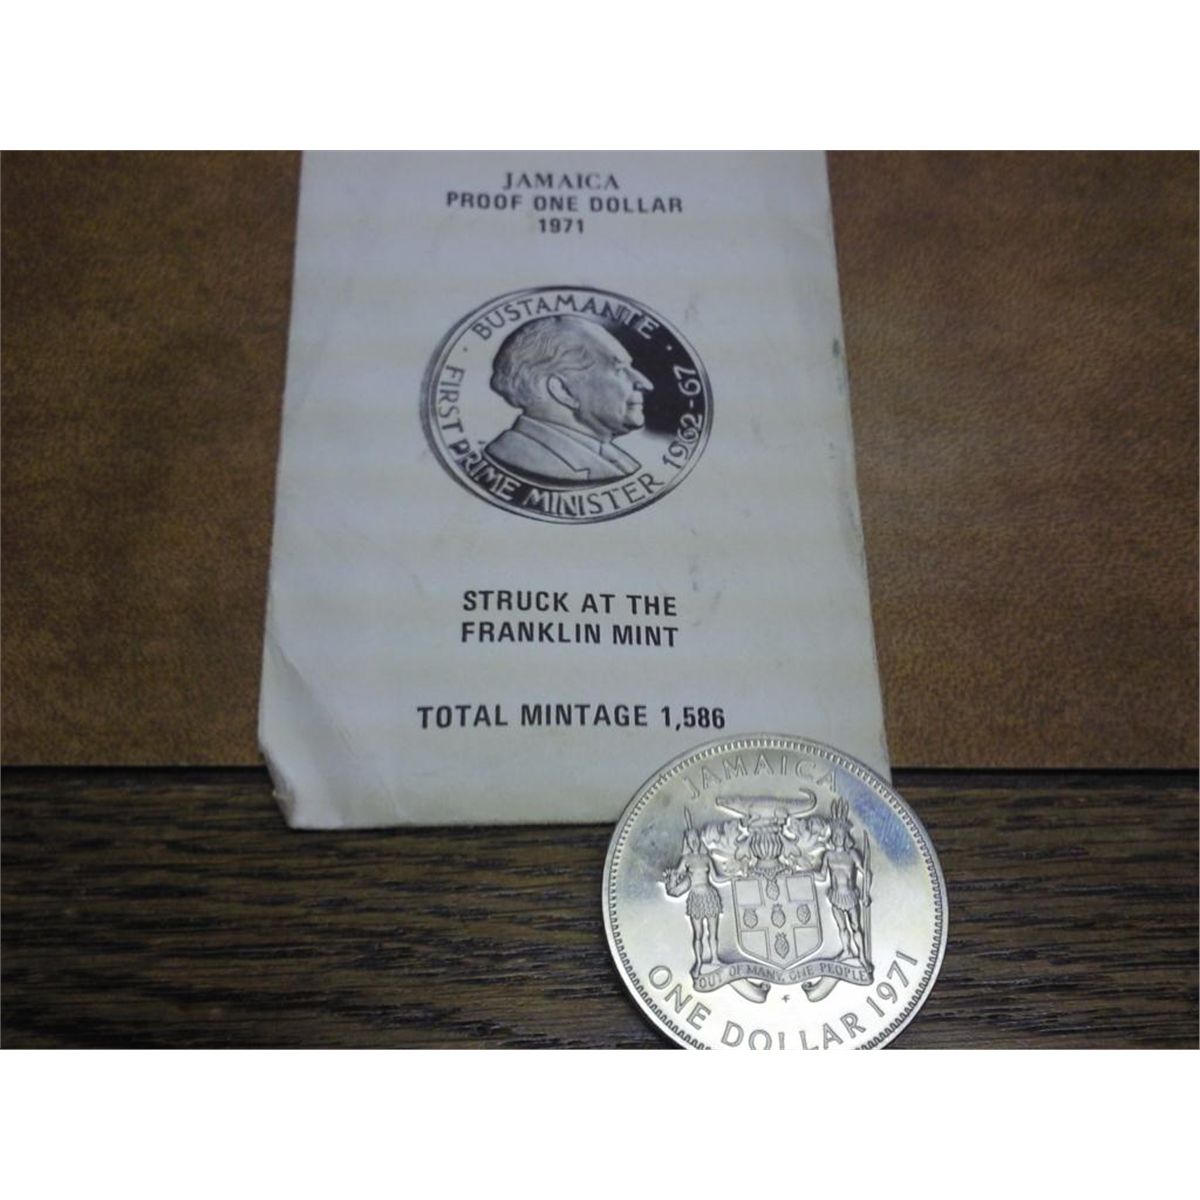 JAMAICA
PROOF ONE DOLLAR
1971
· BUSTAMANTE ·
FIRST PRIME MINISTER 1962-67
STRUCK AT THE
FRANKLIN MINT
TOTAL MINTAGE 1,586
JAMAICA
OUT OF MANY, ONE PEOPLE
ONE DOLLAR 1971